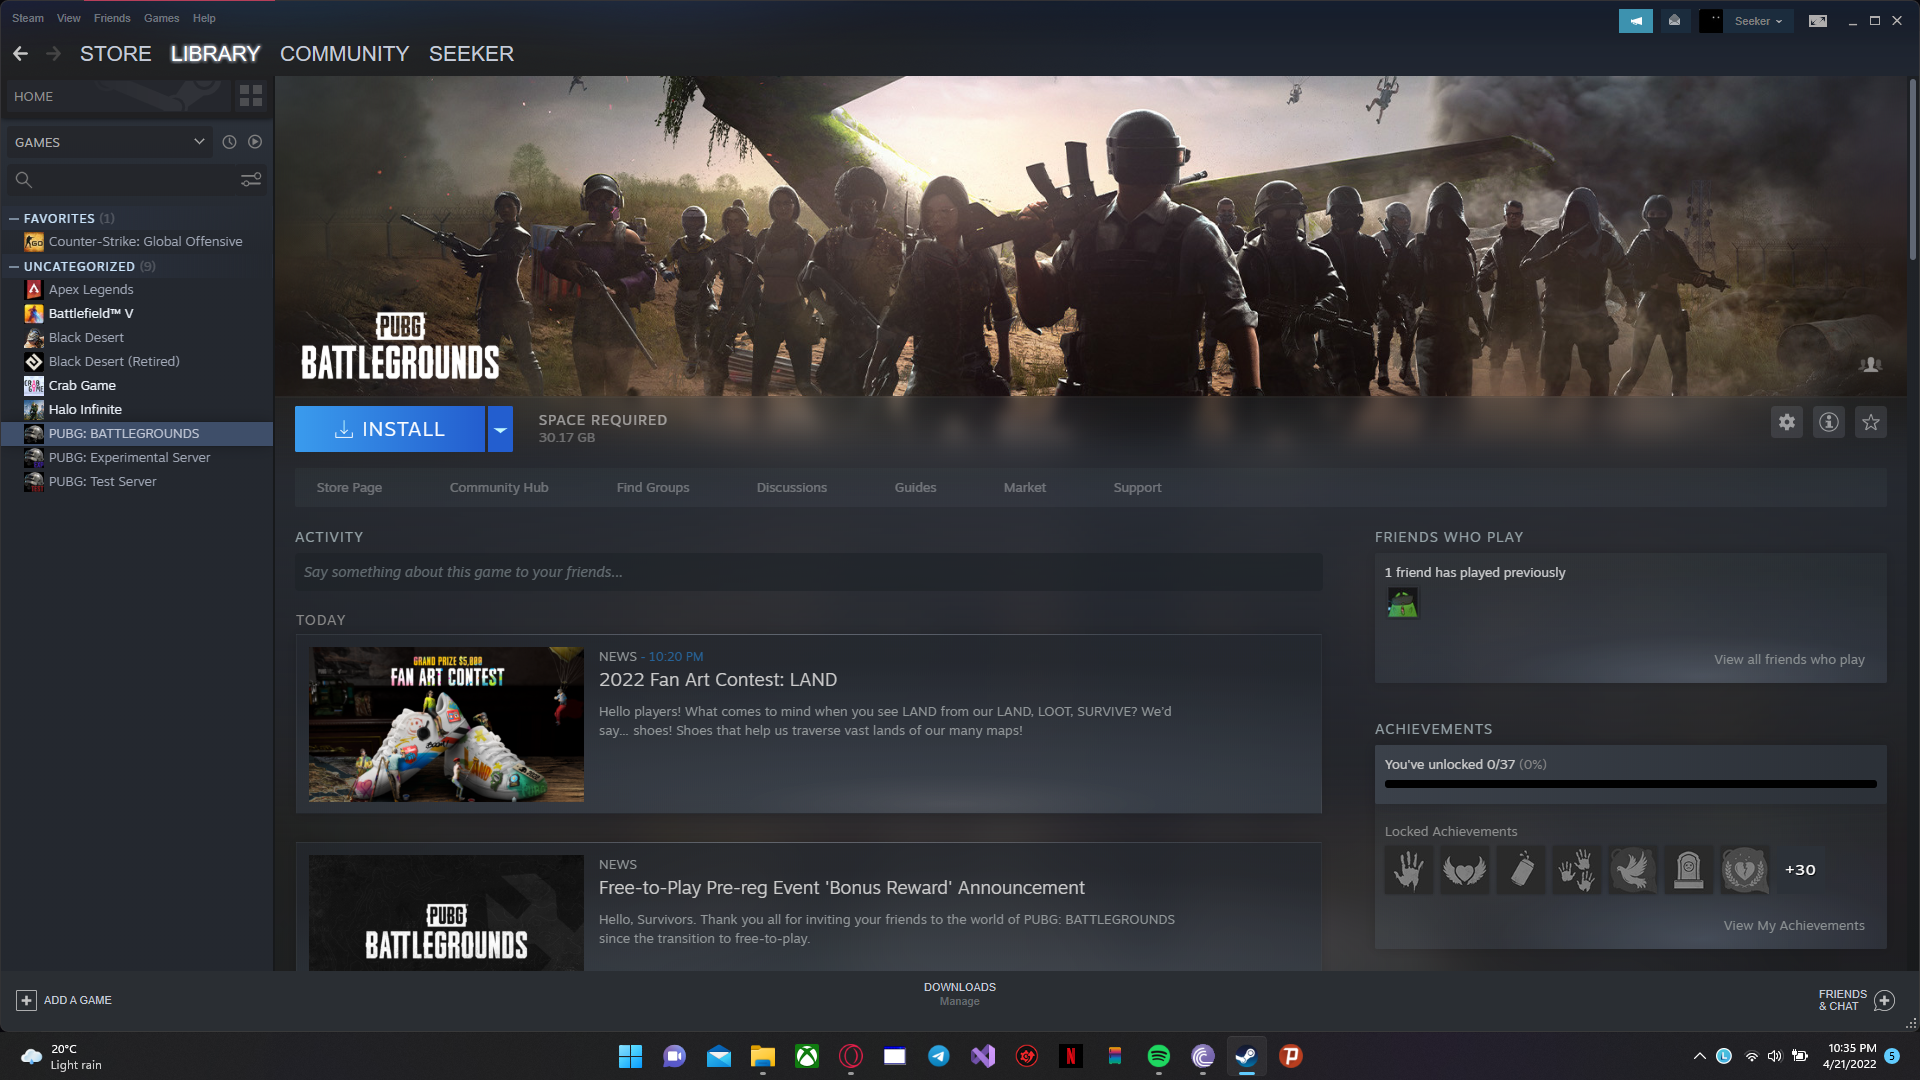 Steam View Friends Games Help
Seeker
STORE LIBRARY COMMUNITY SEEKER
HOME
GAMES
FAVORITES (1)
Counter-Strike: Global Offensive
UNCATEGORIZED (9)
Apex Legends
Battlefield™ V
Black Desert
Black Desert (Retired)
Crab Game
Halo Infinite
PUBG: BATTLEGROUNDS
PUBG: Experimental Server
PUBG: Test Server
PUBG
BATTLEGROUNDS
INSTALL
SPACE REQUIRED
30.17 GB
Store Page Community Hub Find Groups Discussions Guides Market Support
ACTIVITY
Say something about this game to your friends...
TODAY
GRAND PRIZE $5,000
FAN ART CONTEST
NEWS - 10:20 PM
2022 Fan Art Contest: LAND
Hello players! What comes to mind when you see LAND from our LAND, LOOT, SURVIVE? We'd
say... shoes! Shoes that help us traverse vast lands of our many maps!
PUBG
BATTLEGROUNDS
NEWS
Free-to-Play Pre-reg Event 'Bonus Reward' Announcement
Hello, Survivors. Thank you all for inviting your friends to the world of PUBG: BATTLEGROUNDS
since the transition to free-to-play.
FRIENDS WHO PLAY
1 friend has played previously
View all friends who play
ACHIEVEMENTS
You've unlocked 0/37 (0%)
Locked Achievements
+30
View My Achievements
ADD A GAME
DOWNLOADS
Manage
FRIENDS
& CHAT
20°C
Light rain
10:35 PM
4/21/2022
5